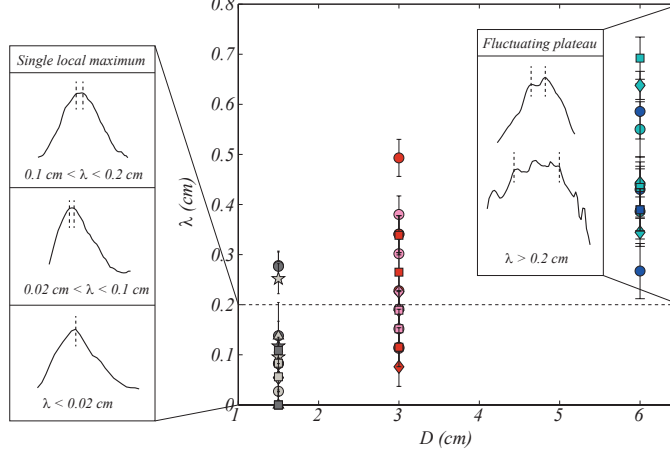 Single local maximum
0.1 cm < λ < 0.2 cm
0.02 cm < λ < 0.1 cm
λ < 0.02 cm
λ (cm)
0.8
0.7
0.6
0.5
0.4
0.3
0.2
0.1
0
1
2
3
4
5
6
D (cm)
Fluctuating plateau
λ > 0.2 cm